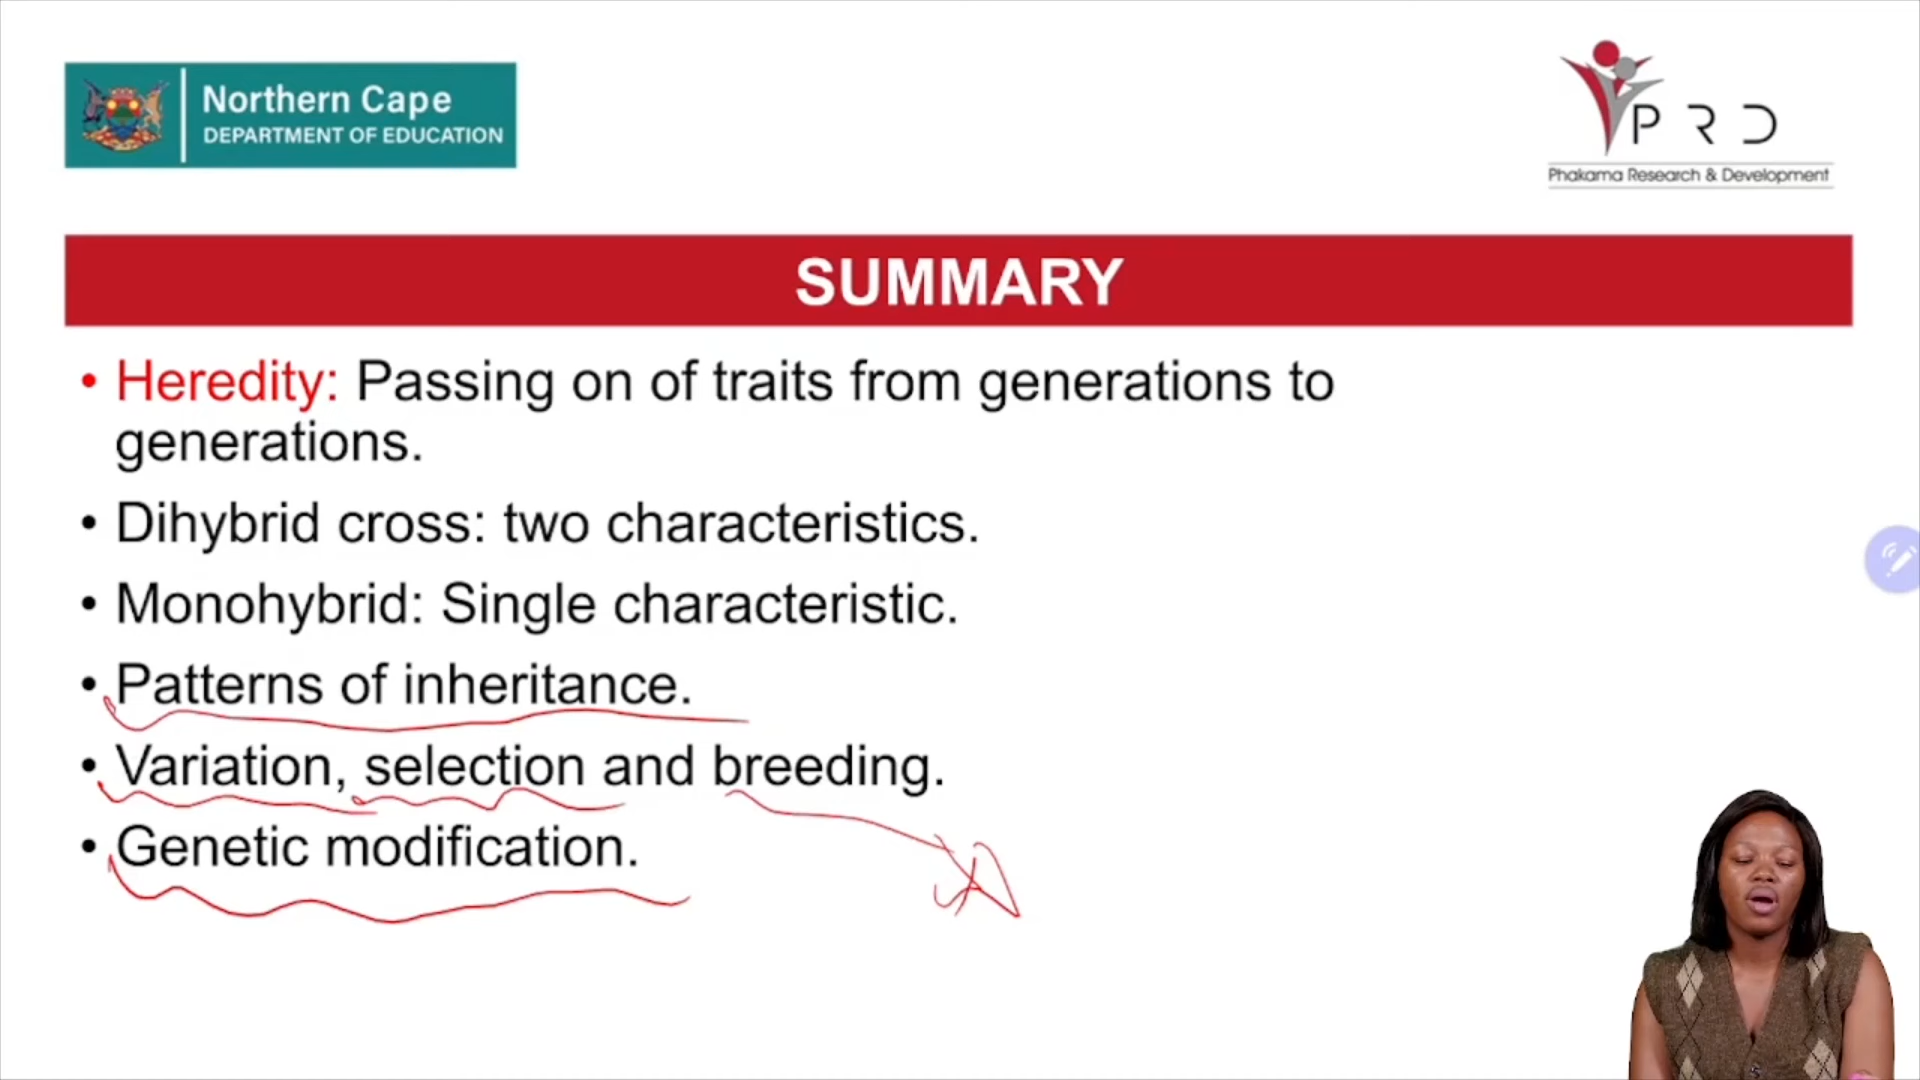 Northern Cape
DEPARTMENT OF EDUCATION
PRD
Phakama Research & Development
SUMMARY
• Heredity: Passing on of traits from generations to
generations.
• Dihybrid cross: two characteristics.
• Monohybrid: Single characteristic.
• Patterns of inheritance.
• Variation, selection and breeding.
• Genetic modification.